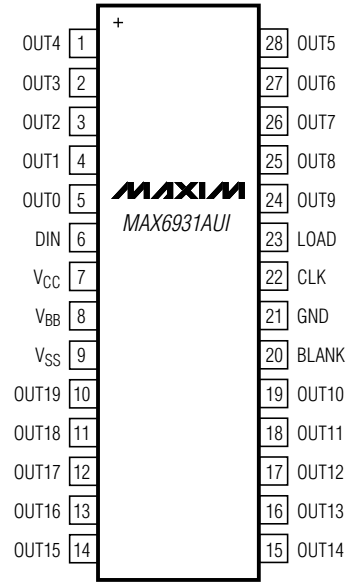 +
OUT4 1 28 OUT5
OUT3 2 27 OUT6
OUT2 3 26 OUT7
OUT1 4 25 OUT8
OUT0 5 MAXIM 24 OUT9
DIN 6 MAX6931AUI 23 LOAD
VCC 7 22 CLK
VBB 8 21 GND
VSS 9 20 BLANK
OUT19 10 19 OUT10
OUT18 11 18 OUT11
OUT17 12 17 OUT12
OUT16 13 16 OUT13
OUT15 14 15 OUT14